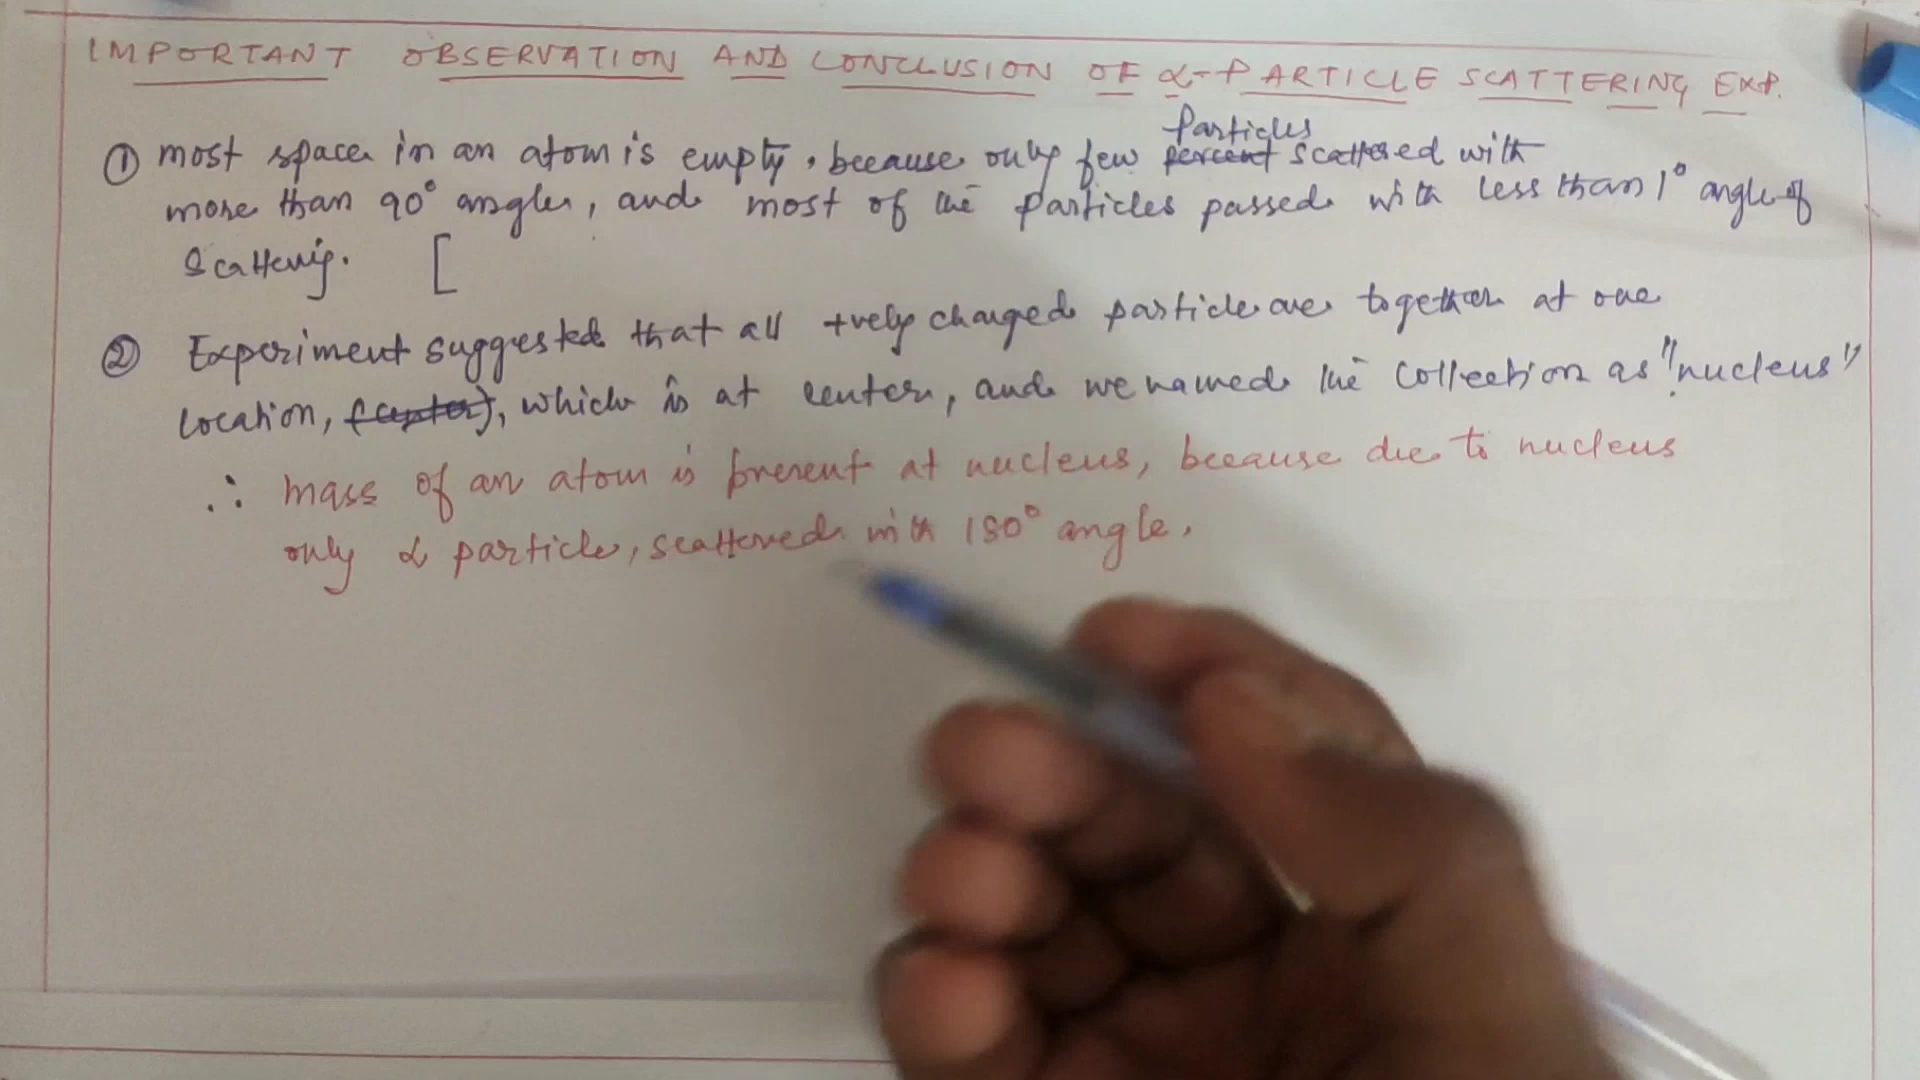 IMPORTANT OBSERVATION AND CONCLUSION OF α-PARTICLE SCATTERING EXP.
① most space in an atom is empty, because only few percent particles scattered with
more than 90° angles, and most of the particles passed with less than 1° angle of
scattering. [
② Experiment suggested that all +vely charged particle are together at one
location, (center), which is at center, and we named the collection as "nucleus"
∴ mass of an atom is present at nucleus, because due to nucleus
only α particle, scattered with 180° angle.